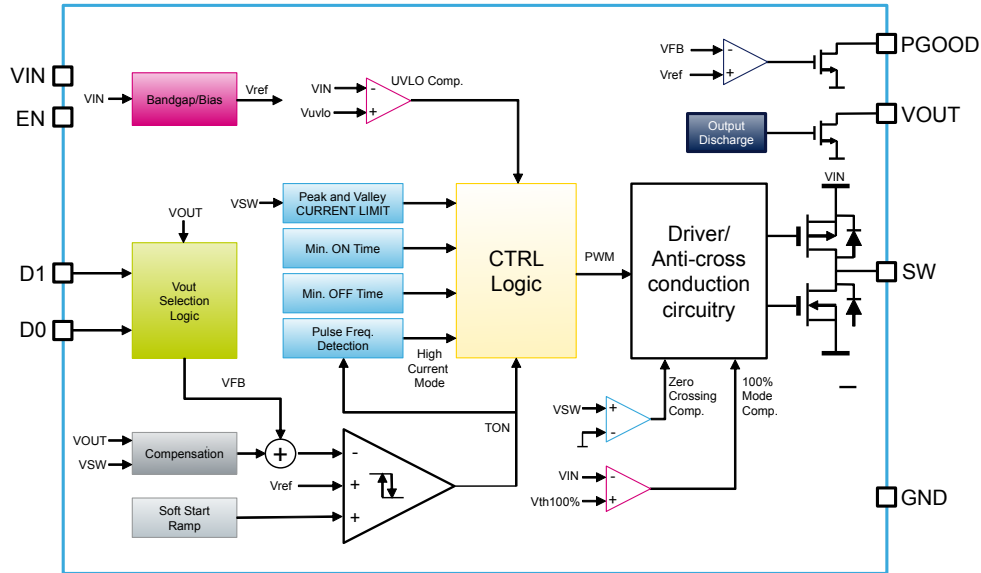 PGOOD
VFB
-
Vref
+
VIN
VIN
Bandgap/Bias
Vref
EN
UVLO Comp.
VIN
-
Vuvlo
+
Output
Discharge
VOUT
VIN
VSW
Peak and Valley
CURRENT LIMIT
Min. ON Time
Min. OFF Time
Pulse Freq.
Detection
High
Current
Mode
CTRL
Logic
PWM
Driver/
Anti-cross
conduction
circuitry
SW
VOUT
D1
D0
Vout
Selection
Logic
VFB
TON
VSW
+
-
Zero
Crossing
Comp.
100%
Mode
Comp.
VOUT
VSW
Compensation
+
-
Vref
+
+
Soft Start
Ramp
VIN
-
Vth100%
+
GND